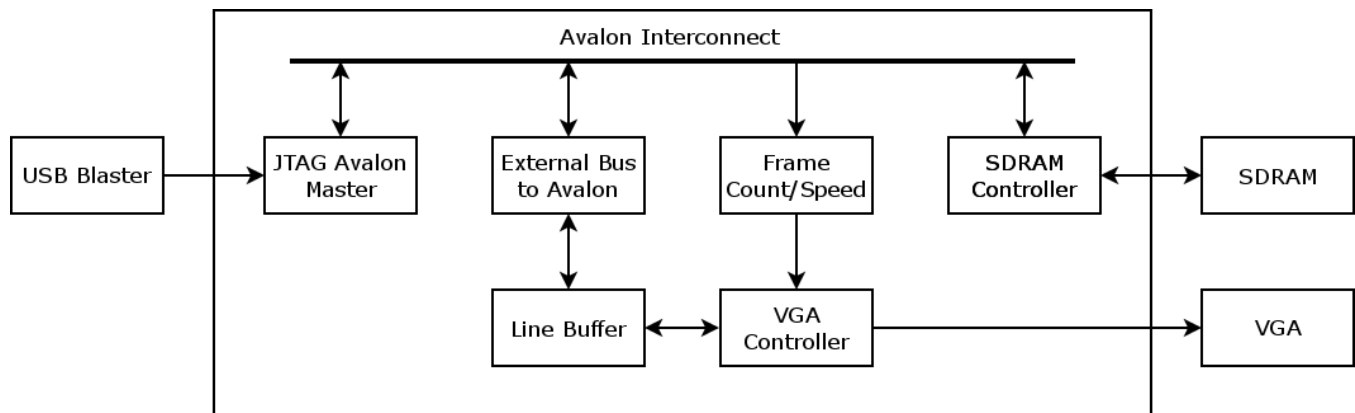 Avalon Interconnect
USB Blaster
JTAG Avalon
Master
External Bus
to Avalon
Frame
Count/Speed
SDRAM
Controller
SDRAM
Line Buffer
VGA
Controller
VGA